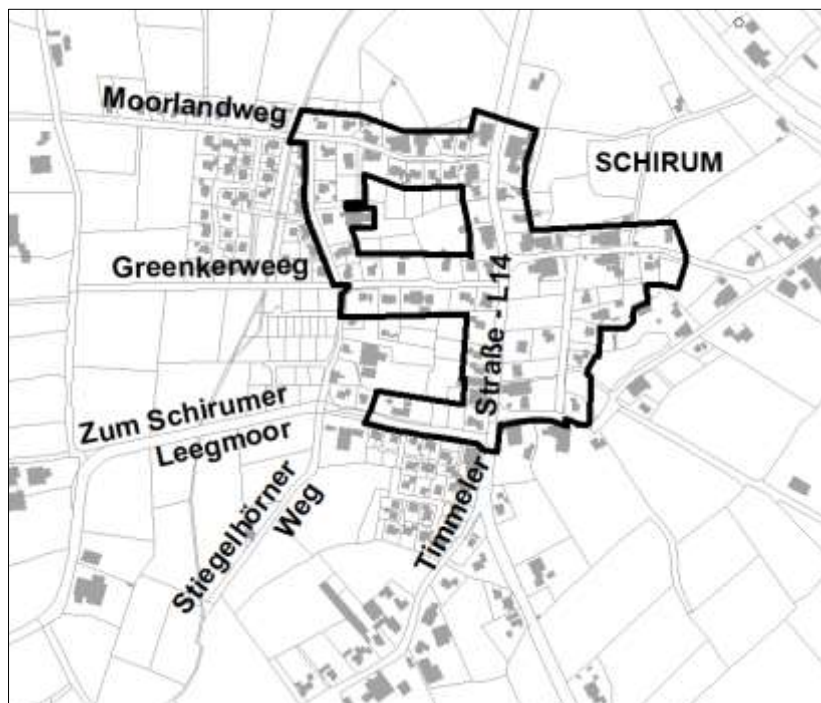 Moorlandweg
SCHIRUM
Greenkerweeg
Timmeler Straße - L14
Zum Schirumer
Leegmoor
Stiegelhörner
Weg